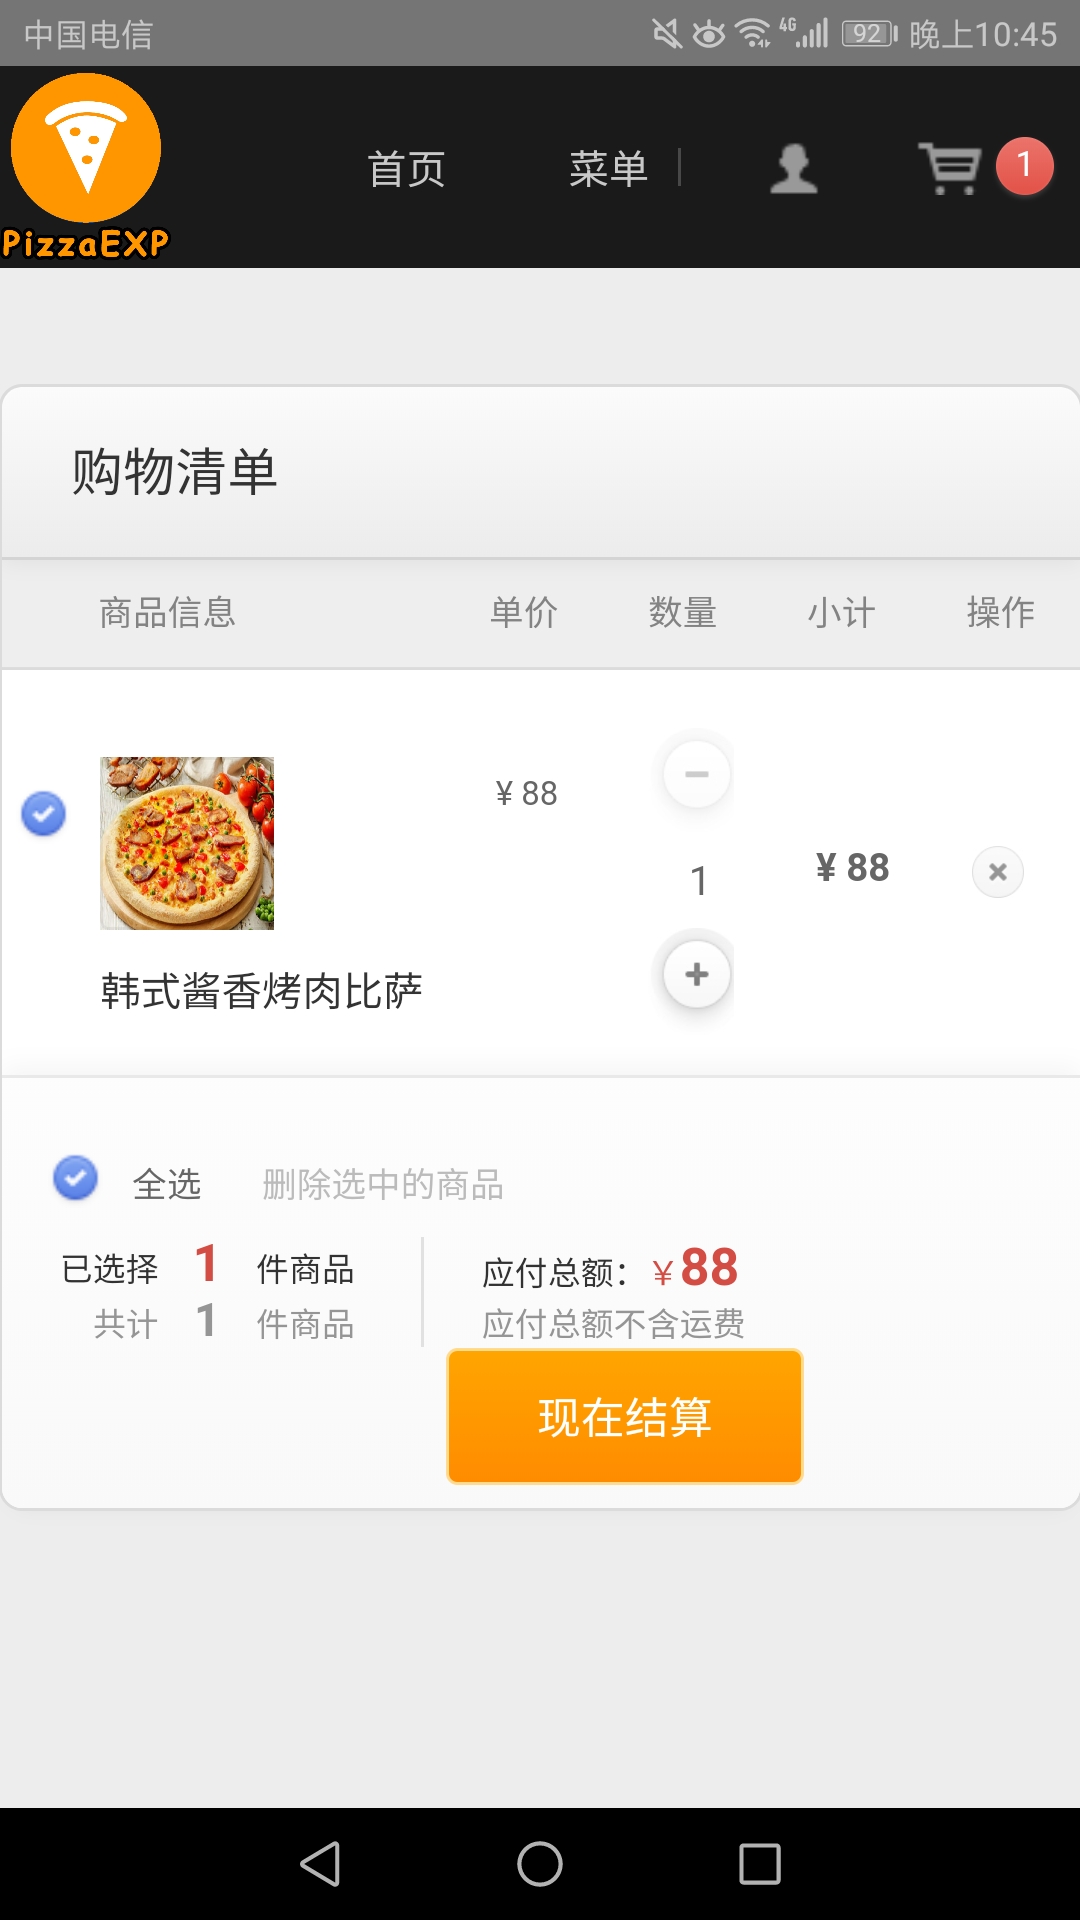 中国电信 4G 92 晚上10:45
首页 菜单 1
PizzaEXP
购物清单
商品信息 单价 数量 小计 操作
¥ 88
1 ¥ 88
韩式酱香烤肉比萨
全选 删除选中的商品
已选择 1 件商品 应付总额：￥88
共计 1 件商品 应付总额不含运费
现在结算